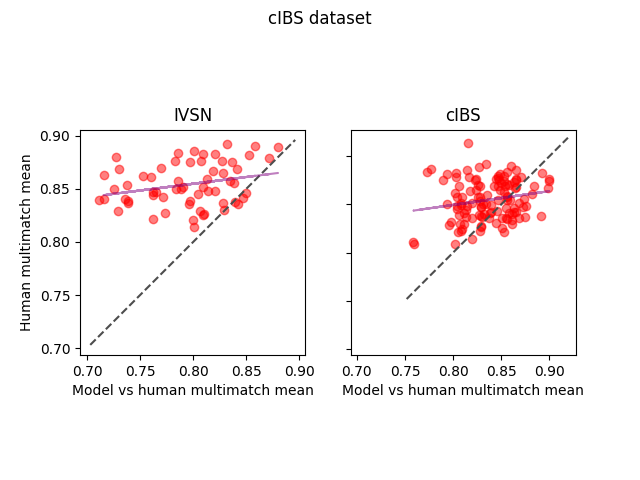 cIBS dataset
IVSN
cIBS
0.90
0.85
0.80
0.75
0.70
Human multimatch mean
0.70 0.75 0.80 0.85 0.90
0.70 0.75 0.80 0.85 0.90
Model vs human multimatch mean
Model vs human multimatch mean